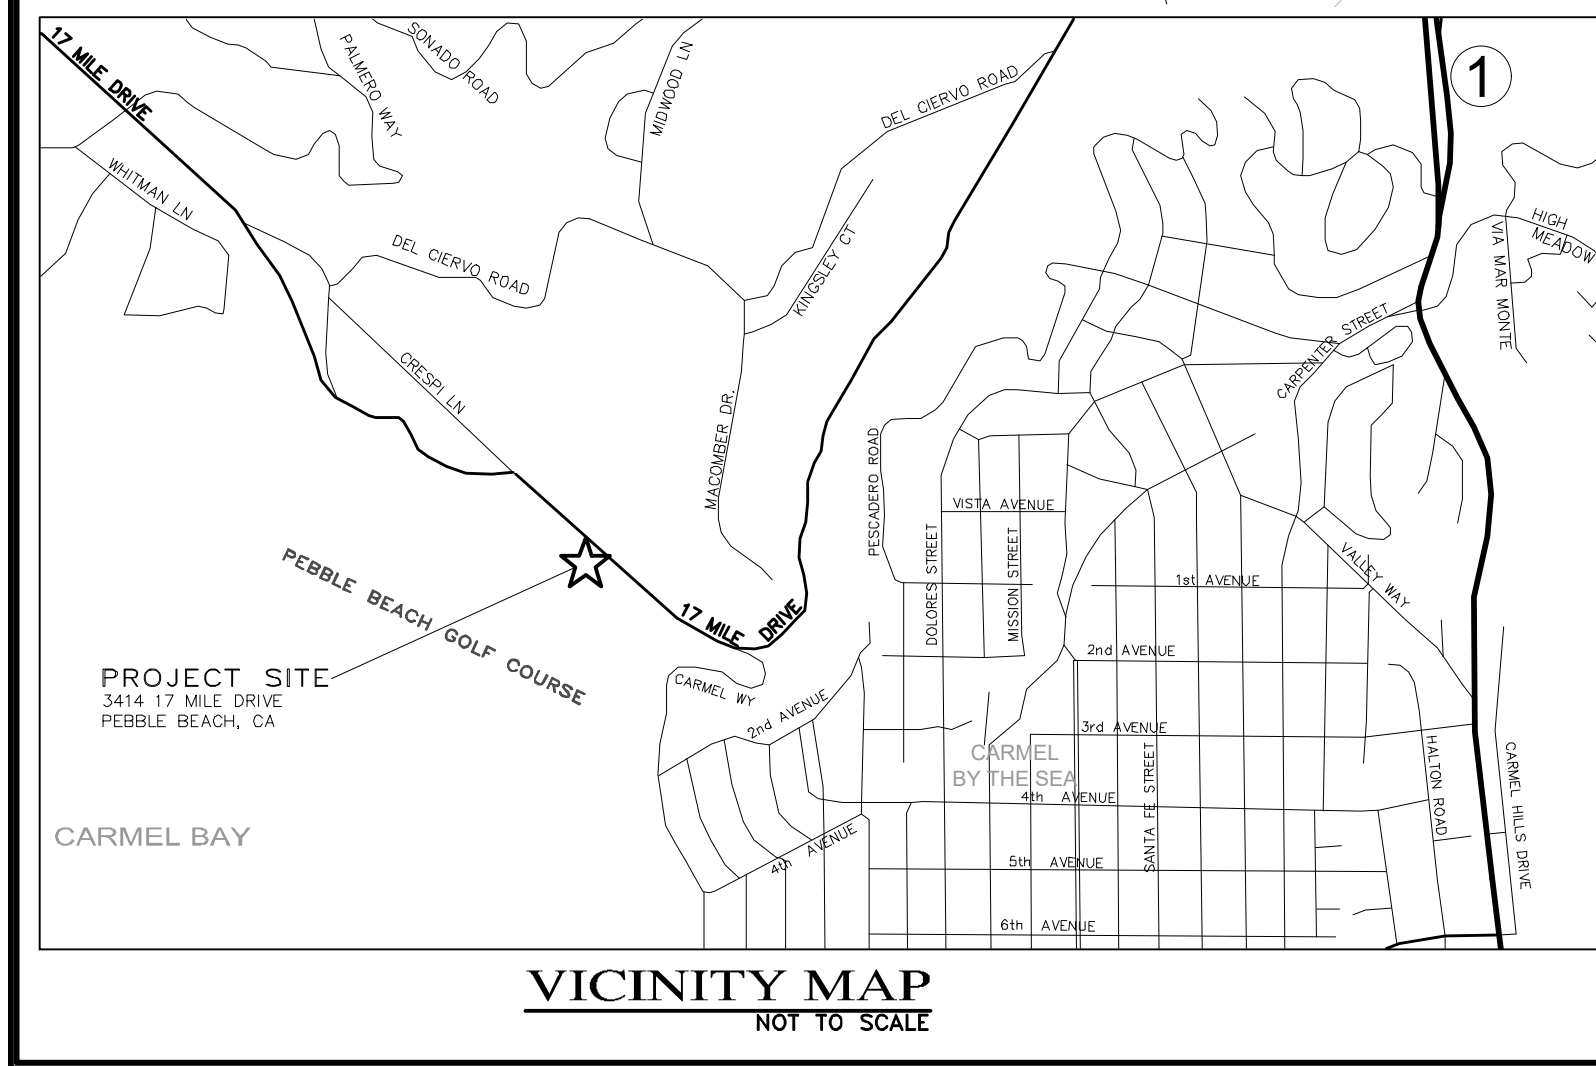 17 MILE DRIVE
PALMERO WAY
SONADO ROAD
MIDWOOD LN
DEL CIERVO ROAD
1
WHITMAN LN
DEL CIERVO ROAD
KINGSLEY CT
HIGH
MEADOW
VIA MAR MONTE
CARPENTER STREET
CRESPI LN
MACOMBER DR.
PESCADERO ROAD
VISTA AVENUE
DOLORES STREET
MISSION STREET
VALLEY WAY
1st AVENUE
PEBBLE BEACH GOLF COURSE
17 MILE DRIVE
2nd AVENUE
PROJECT SITE
3414 17 MILE DRIVE
PEBBLE BEACH, CA
CARMEL WY
2nd AVENUE
3rd AVENUE
CARMEL
BY THE SEA
SANTA FE STREET
HALTON ROAD
CARMEL HILLS DRIVE
4th AVENUE
CARMEL BAY
4th AVENUE
5th AVENUE
6th AVENUE
VICINITY MAP
NOT TO SCALE